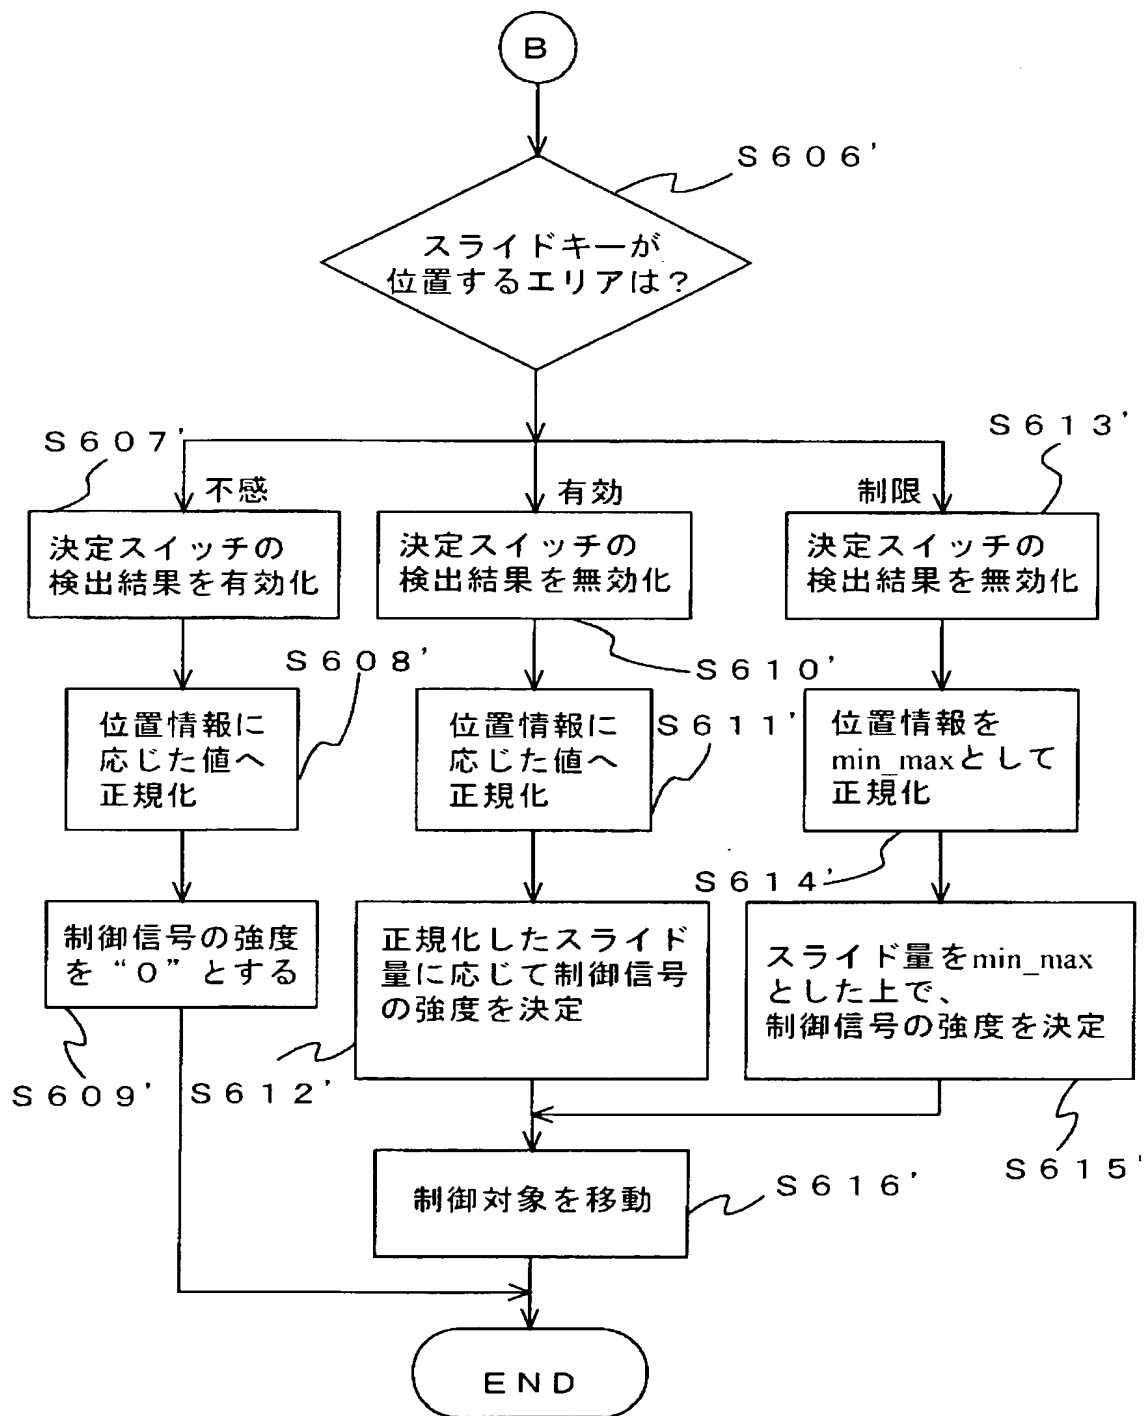 B
S606'
スライドキーが
位置するエリアは?
S607'
S613'
不感
有効
制限
決定スイッチの
検出結果を有効化
決定スイッチの
検出結果を無効化
決定スイッチの
検出結果を無効化
S608'
S610'
位置情報に
応じた値へ
正規化
位置情報に
応じた値へ
正規化
S611'
位置情報を
min_maxとして
正規化
S614'
制御信号の強度
を“0”とする
正規化したスライド
量に応じて制御信号
の強度を決定
スライド量をmin_max
とした上で、
制御信号の強度を決定
S609'
S612'
S615'
制御対象を移動
S616'
END